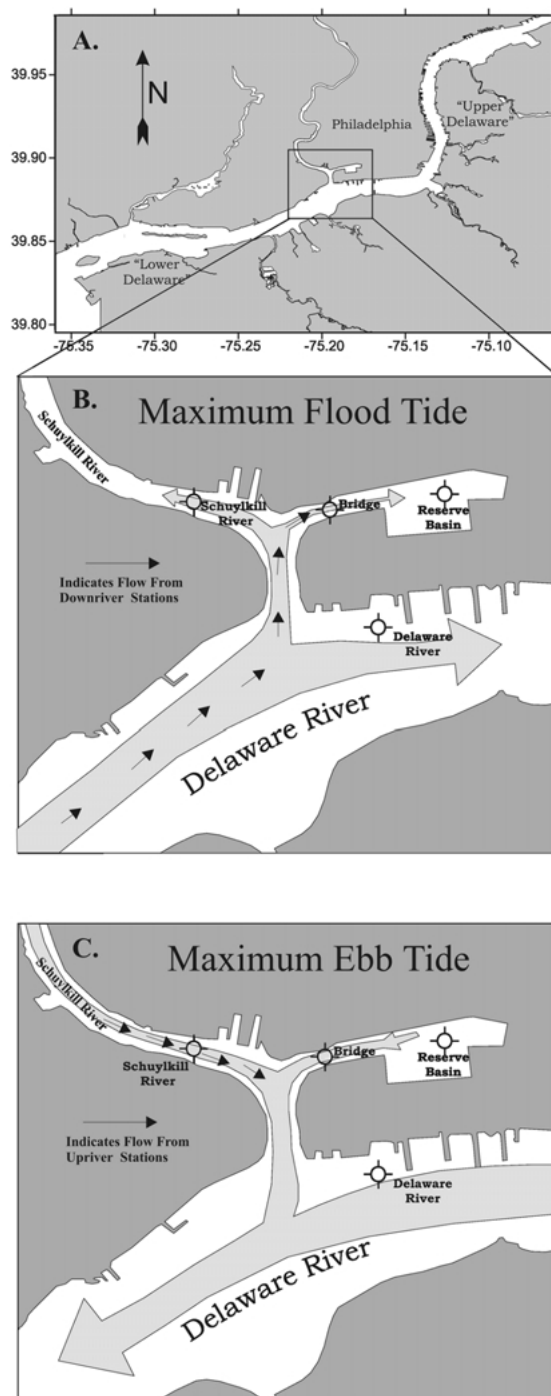 A.
39.95
39.90
39.85
39.80
N
Philadelphia
"Upper
Delaware"
"Lower
Delaware"
-75.35
-75.30
-75.25
-75.20
-75.15
-75.10
B.
Maximum Flood Tide
Schuylkill River
Schuylkill
River
Bridge
Reserve
Basin
Indicates Flow From
Downriver Stations
Delaware
River
Delaware River
C.
Maximum Ebb Tide
Schuylkill River
Schuylkill
River
Bridge
Reserve
Basin
Indicates Flow From
Upriver Stations
Delaware
River
Delaware River